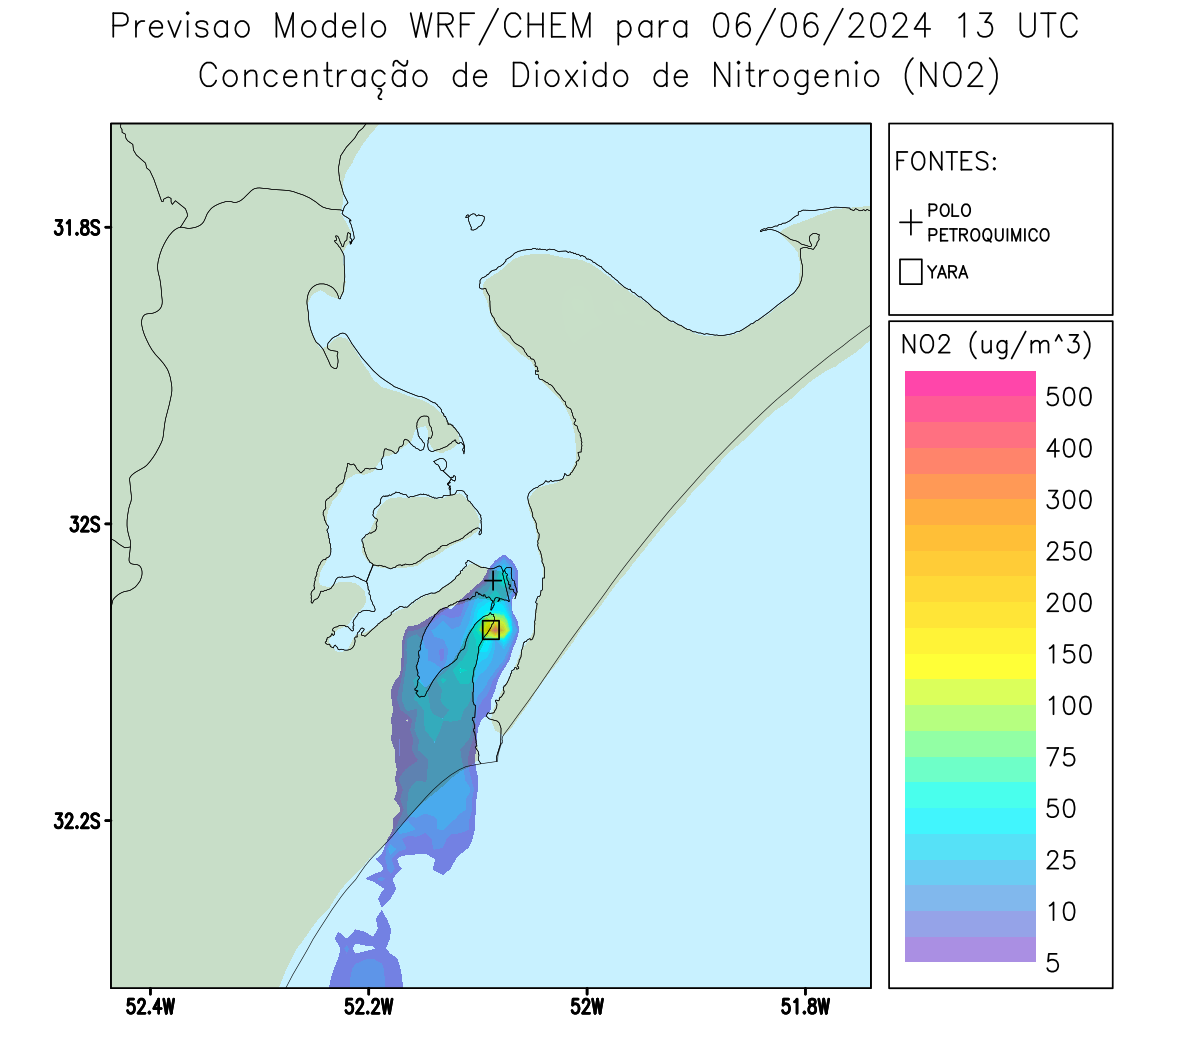 Previsao Modelo WRF/CHEM para 06/06/2024 13 UTC
Concentração de Dioxido de Nitrogenio (NO2)
FONTES:
POLO
PETROQUIMICO
YARA
NO2 (ug/m^3)
500
400
300
250
200
150
100
75
50
25
10
5
31.8S
32S
32.2S
52.4W
52.2W
52W
51.8W